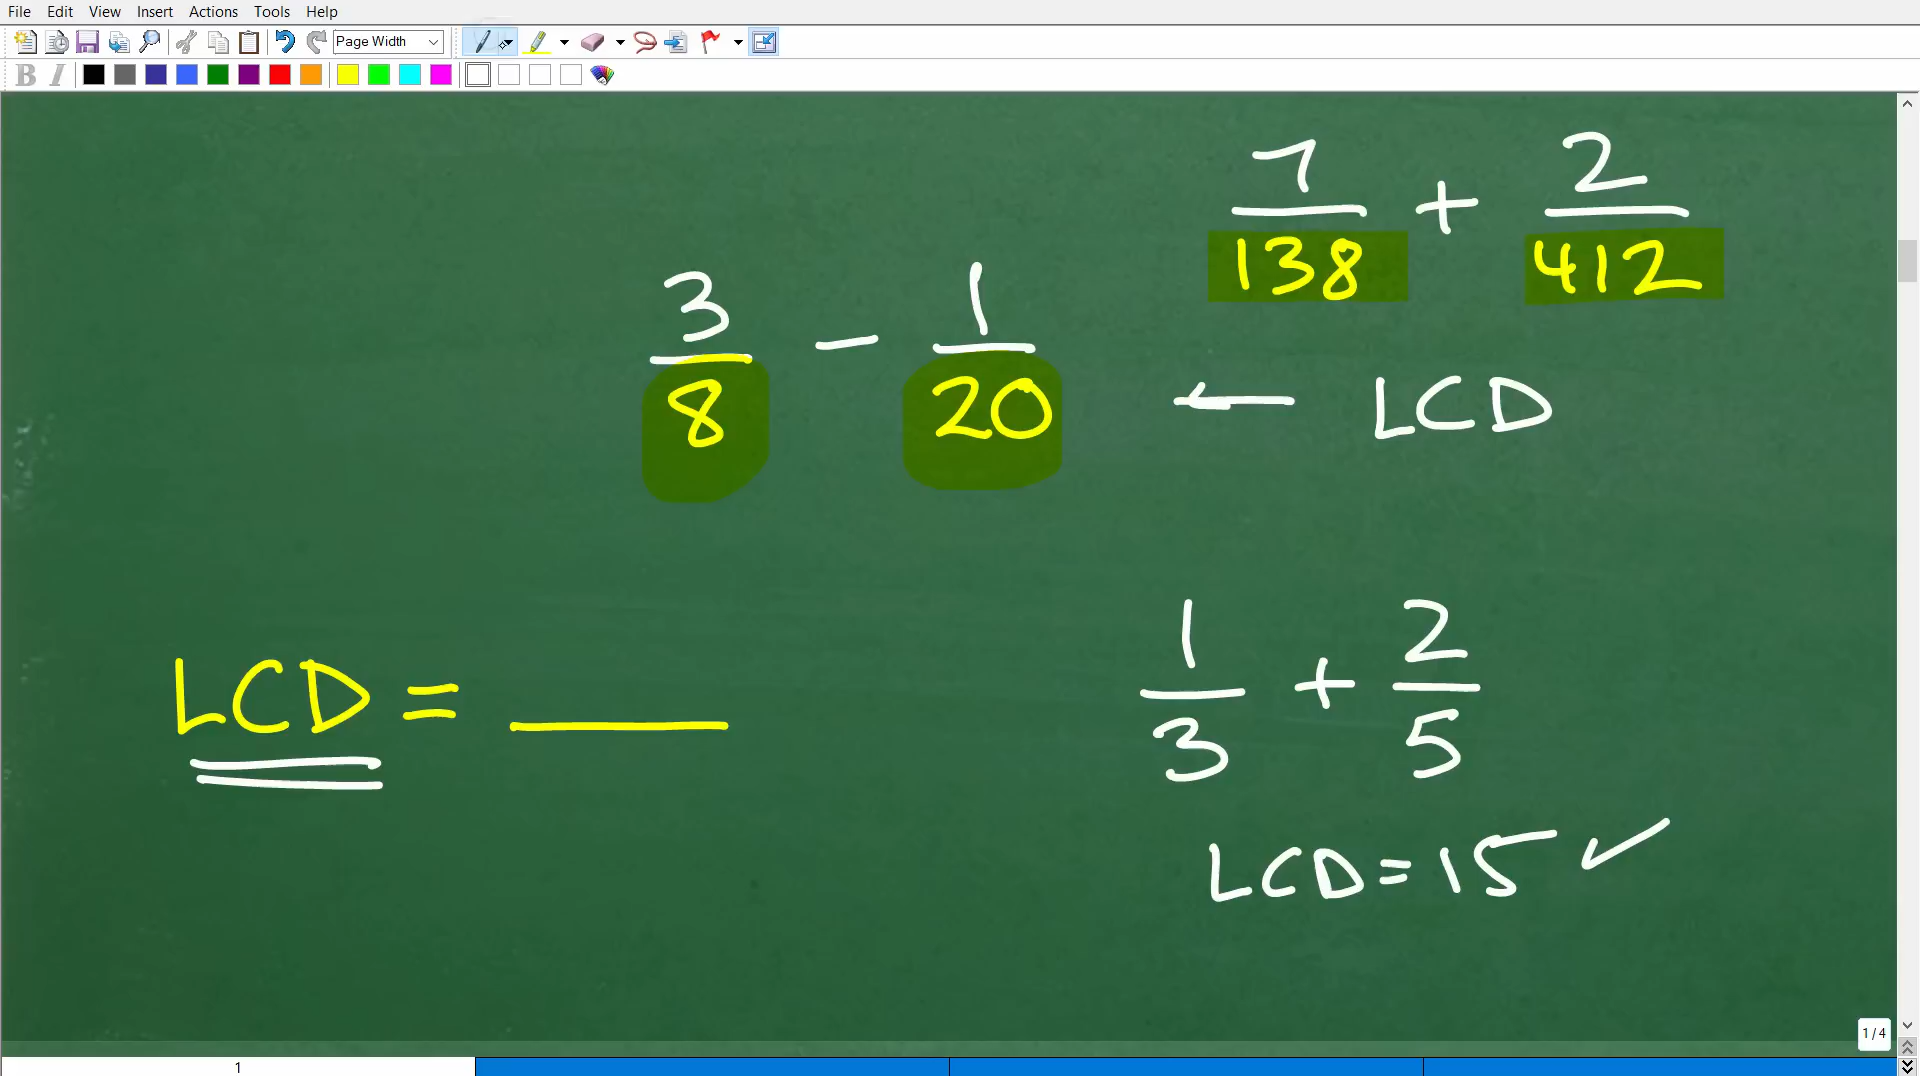 File Edit View Insert Actions Tools Help
Page Width
B I
7/138 + 2/412
3/8 - 1/20
← LCD
1/3 + 2/5
LCD = ____
LCD = 15 ✓
1 / 4
1